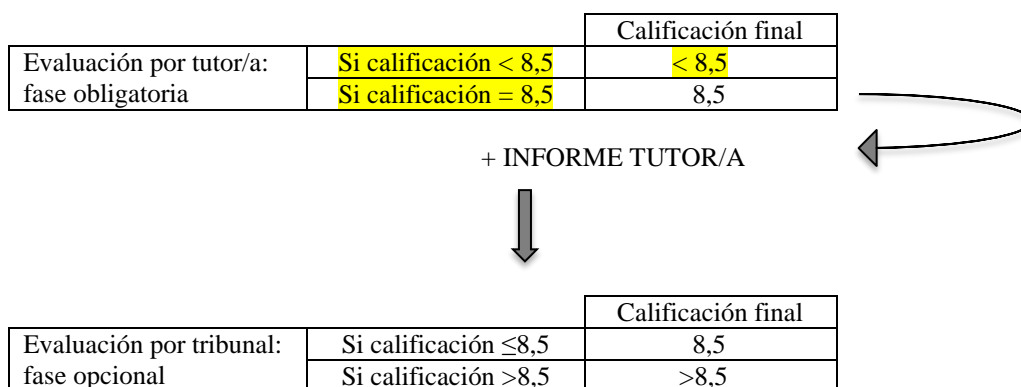 Calificación final
Evaluación por tutor/a: Si calificación < 8,5 < 8,5
fase obligatoria Si calificación = 8,5 8,5
+ INFORME TUTOR/A
Calificación final
Evaluación por tribunal: Si calificación ≤8,5 8,5
fase opcional Si calificación >8,5 >8,5